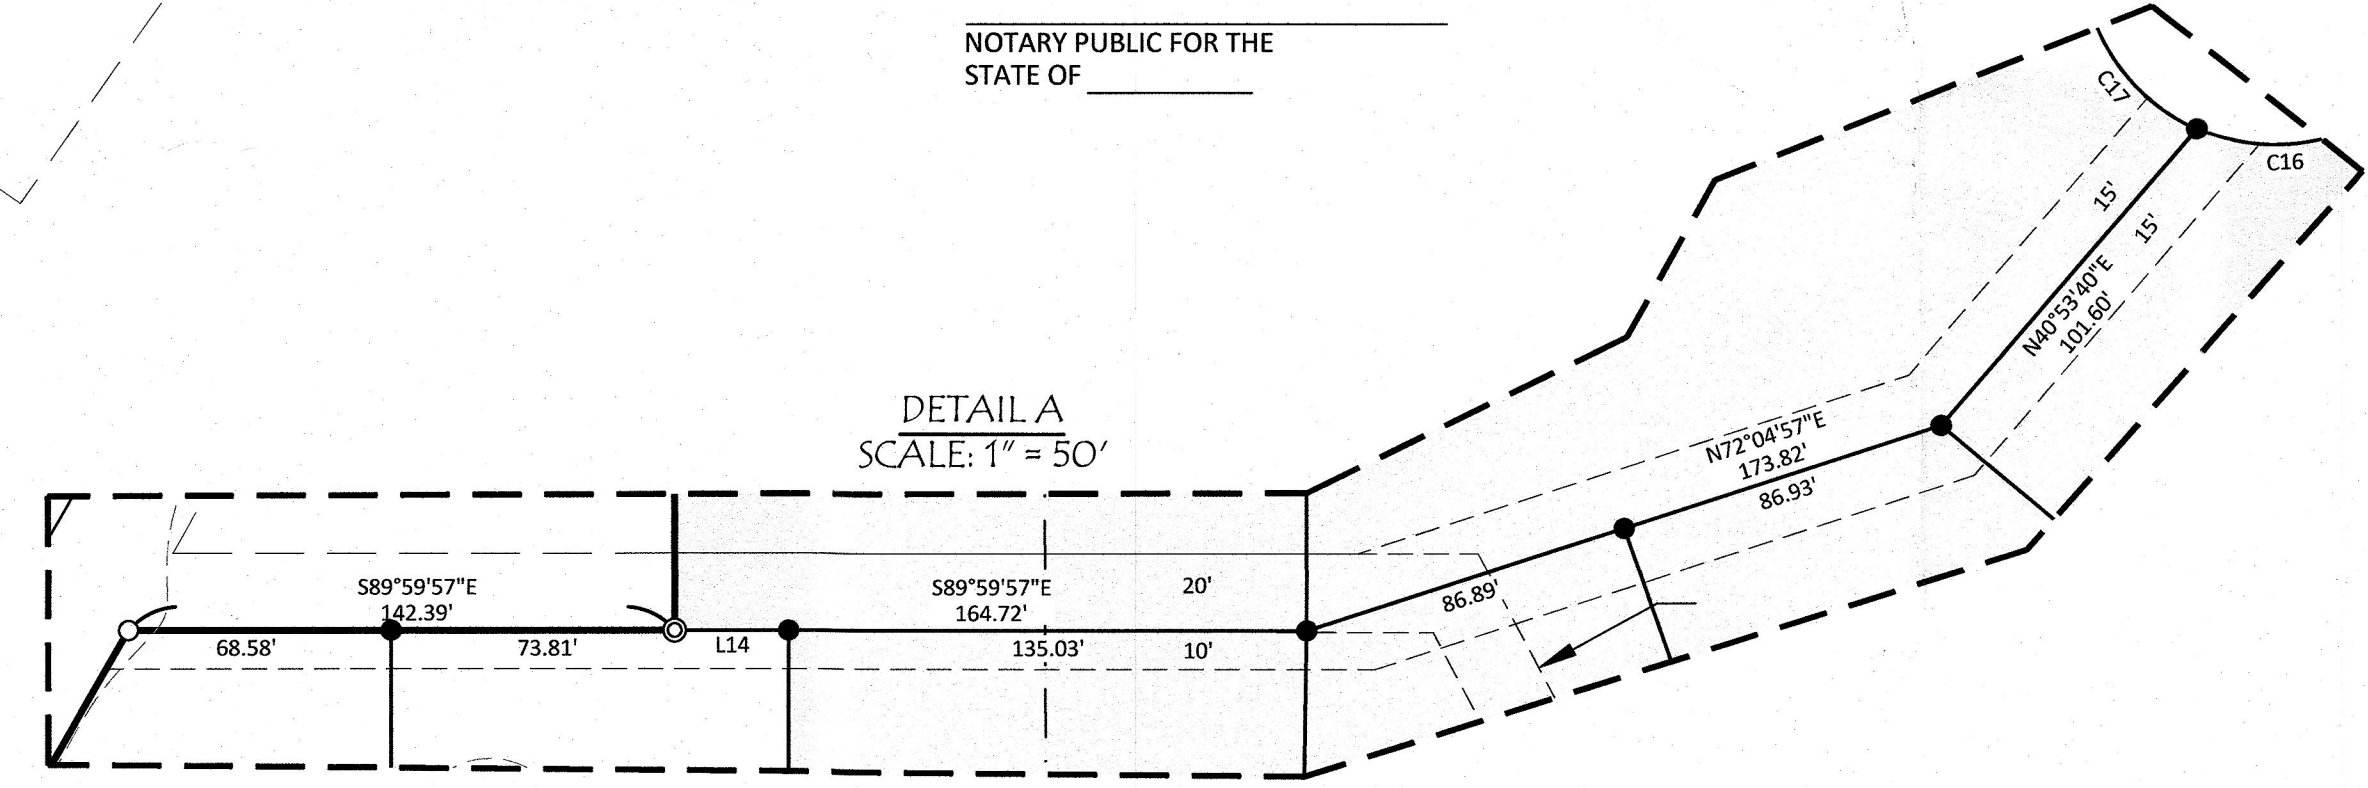 NOTARY PUBLIC FOR THE
STATE OF
C17
C16
15'
15'
N40°53'40"E
101.60'
DETAIL A
SCALE: 1" = 50'
N72°04'57"E
173.82'
86.93'
86.89'
S89°59'57"E
142.39'
68.58'
73.81'
L14
S89°59'57"E
164.72'
20'
135.03'
10'